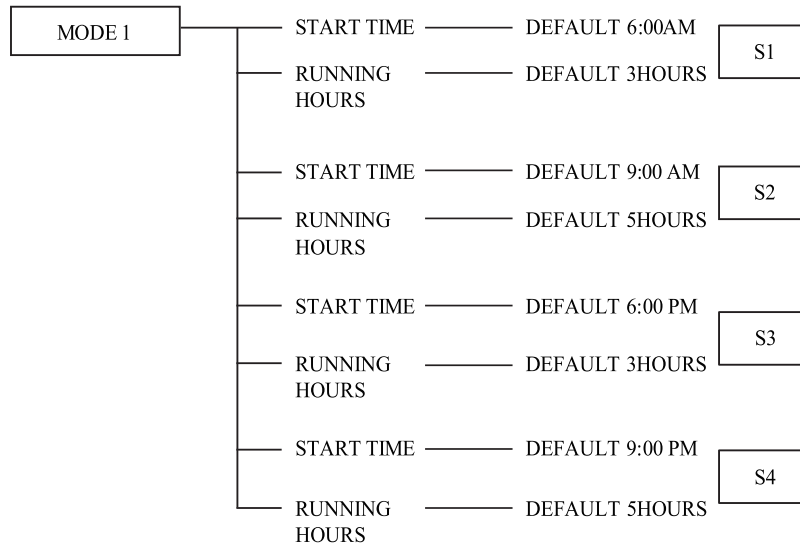 MODE 1
START TIME DEFAULT 6:00AM
S1
RUNNING DEFAULT 3HOURS
HOURS
START TIME DEFAULT 9:00 AM
S2
RUNNING DEFAULT 5HOURS
HOURS
START TIME DEFAULT 6:00 PM
S3
RUNNING DEFAULT 3HOURS
HOURS
START TIME DEFAULT 9:00 PM
S4
RUNNING DEFAULT 5HOURS
HOURS